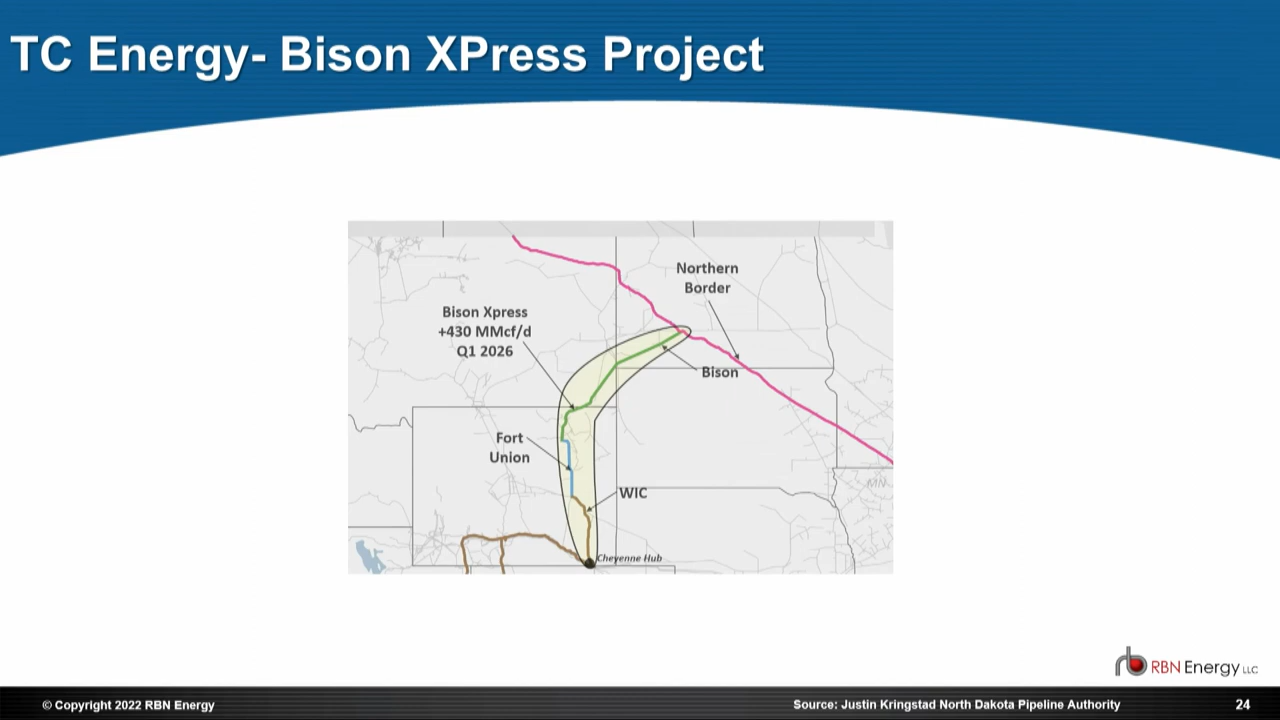 TC Energy- Bison XPress Project
Northern
Border
Bison Xpress
+430 MMcf/d
Q1 2026
Bison
Fort
Union
WIC
MN
Cheyenne Hub
RBN Energy LLC
© Copyright 2022 RBN Energy
Source: Justin Kringstad North Dakota Pipeline Authority
24